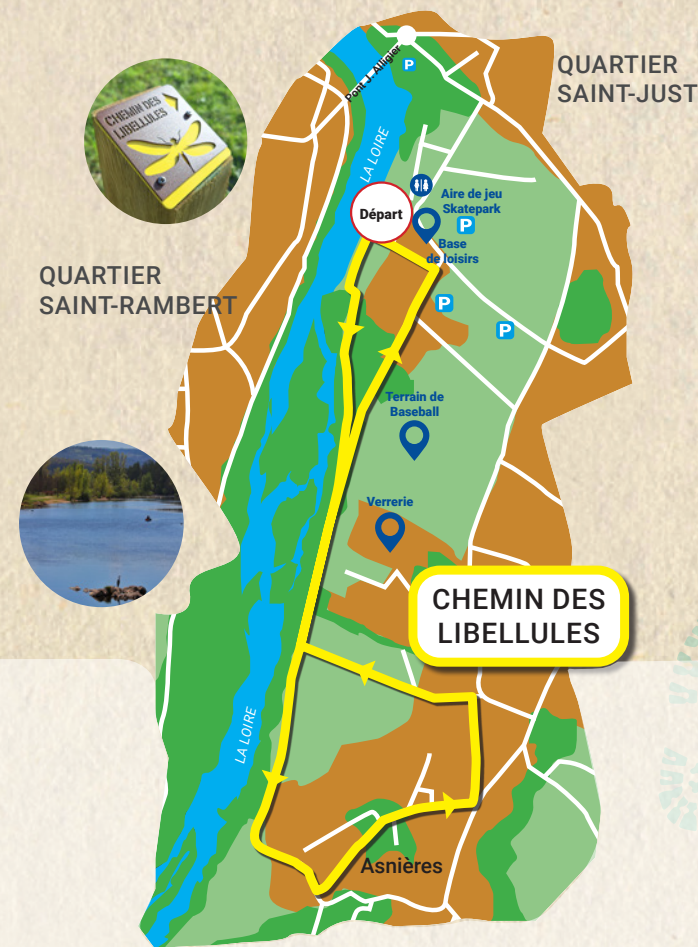 Pont J. Alligier
P
QUARTIER
SAINT-JUST
CHEMIN DES
LIBELLULES
LA LOIRE
Départ
Aire de jeu
Skatepark
P
Base
de loisirs
QUARTIER
SAINT-RAMBERT
P
P
Terrain de
Baseball
Verrerie
CHEMIN DES
LIBELLULES
LA LOIRE
Asnières